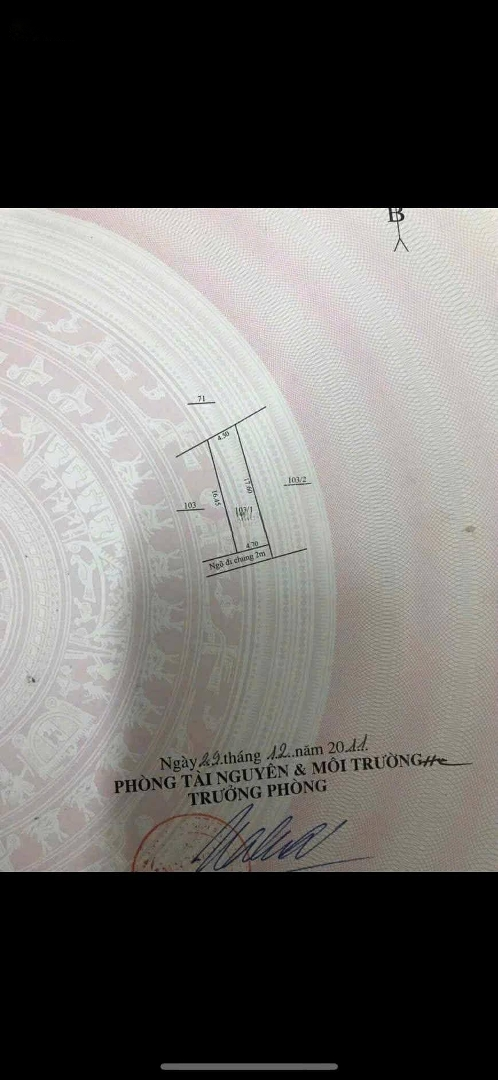 B
71
4.50
16.45
17.60
103
103/1
103/2
4.70
Ngõ đi chung 2m
Ngày 29 tháng 12 năm 2011
PHÒNG TÀI NGUYÊN & MÔI TRƯỜNG
TRƯỞNG PHÒNG